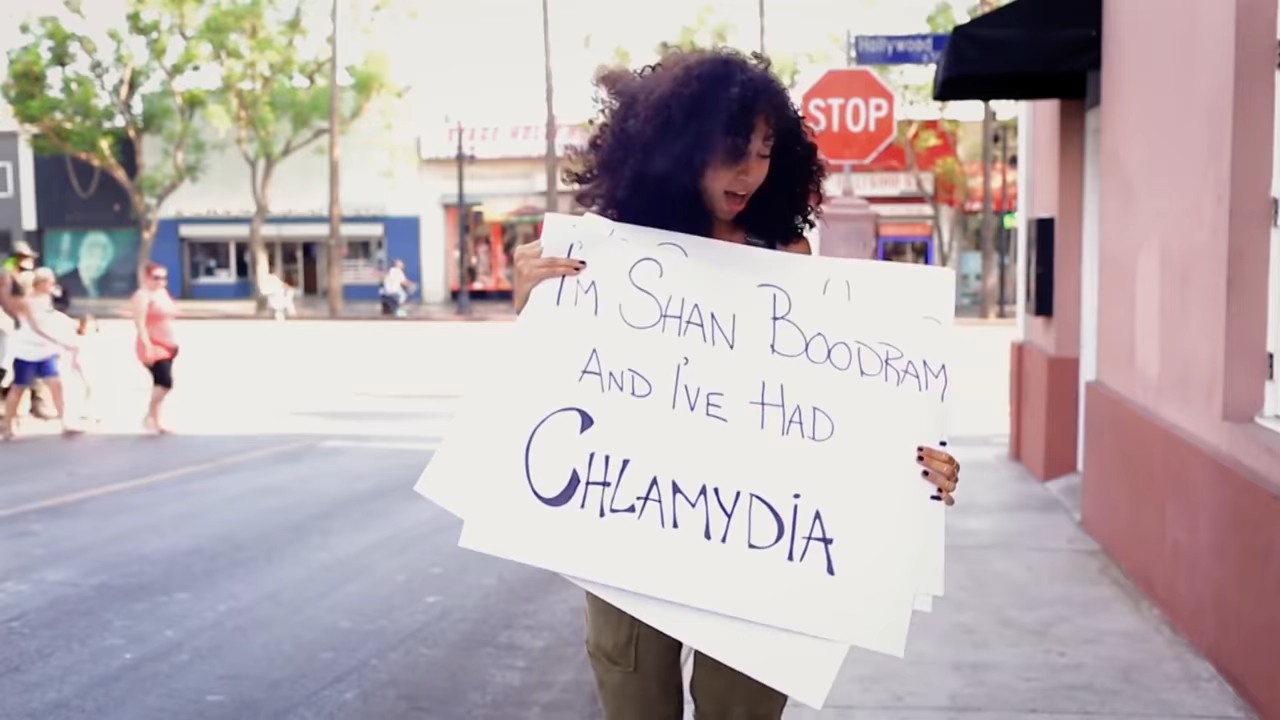 Hollywood
STOP
I'M SHAN BOODRAM
AND I'VE HAD
CHLAMYDIA